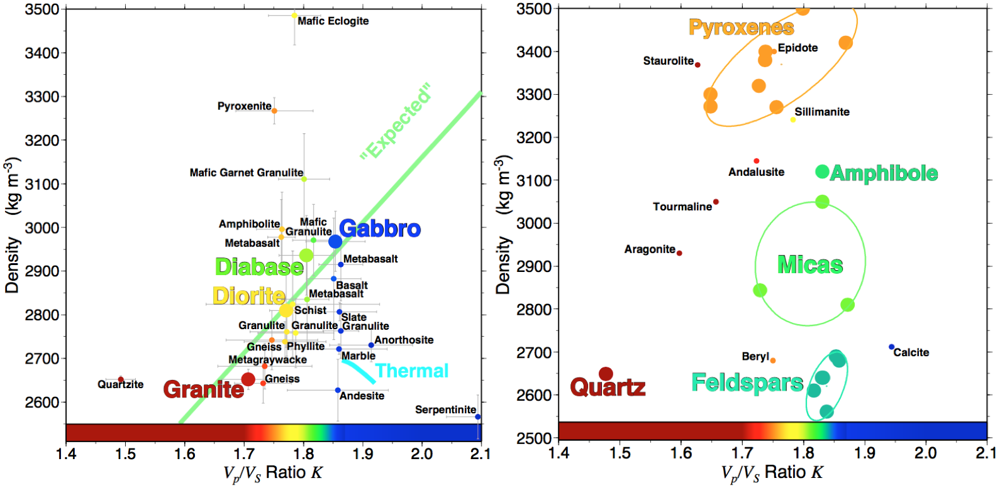 3500
3400
3300
3200
3100
3000
2900
2800
2700
2600
Density (kg m-3)
Mafic Eclogite
Pyroxenite
"Expected"
Mafic Garnet Granulite
Amphibolite
Mafic
Granulite
Gabbro
Metabasalt
Diabase
Metabasalt
Basalt
Diorite
Metabasalt
Schist
Slate
Granulite
Granulite
Granulite
Anorthosite
Gneiss
Phyllite
Marble
Metagraywacke
Thermal
Quartzite
Granite
Gneiss
Andesite
Serpentinite
1.4 1.5 1.6 1.7 1.8 1.9 2.0 2.1
Vp/VS Ratio K
3500
3400
3300
3200
3100
3000
2900
2800
2700
2600
2500
Density (kg m-3)
Pyroxenes
Epidote
Staurolite
Sillimanite
Andalusite
Amphibole
Tourmaline
Aragonite
Micas
Calcite
Beryl
Quartz
Feldspars
1.4 1.5 1.6 1.7 1.8 1.9 2.0 2.1
Vp/VS Ratio K